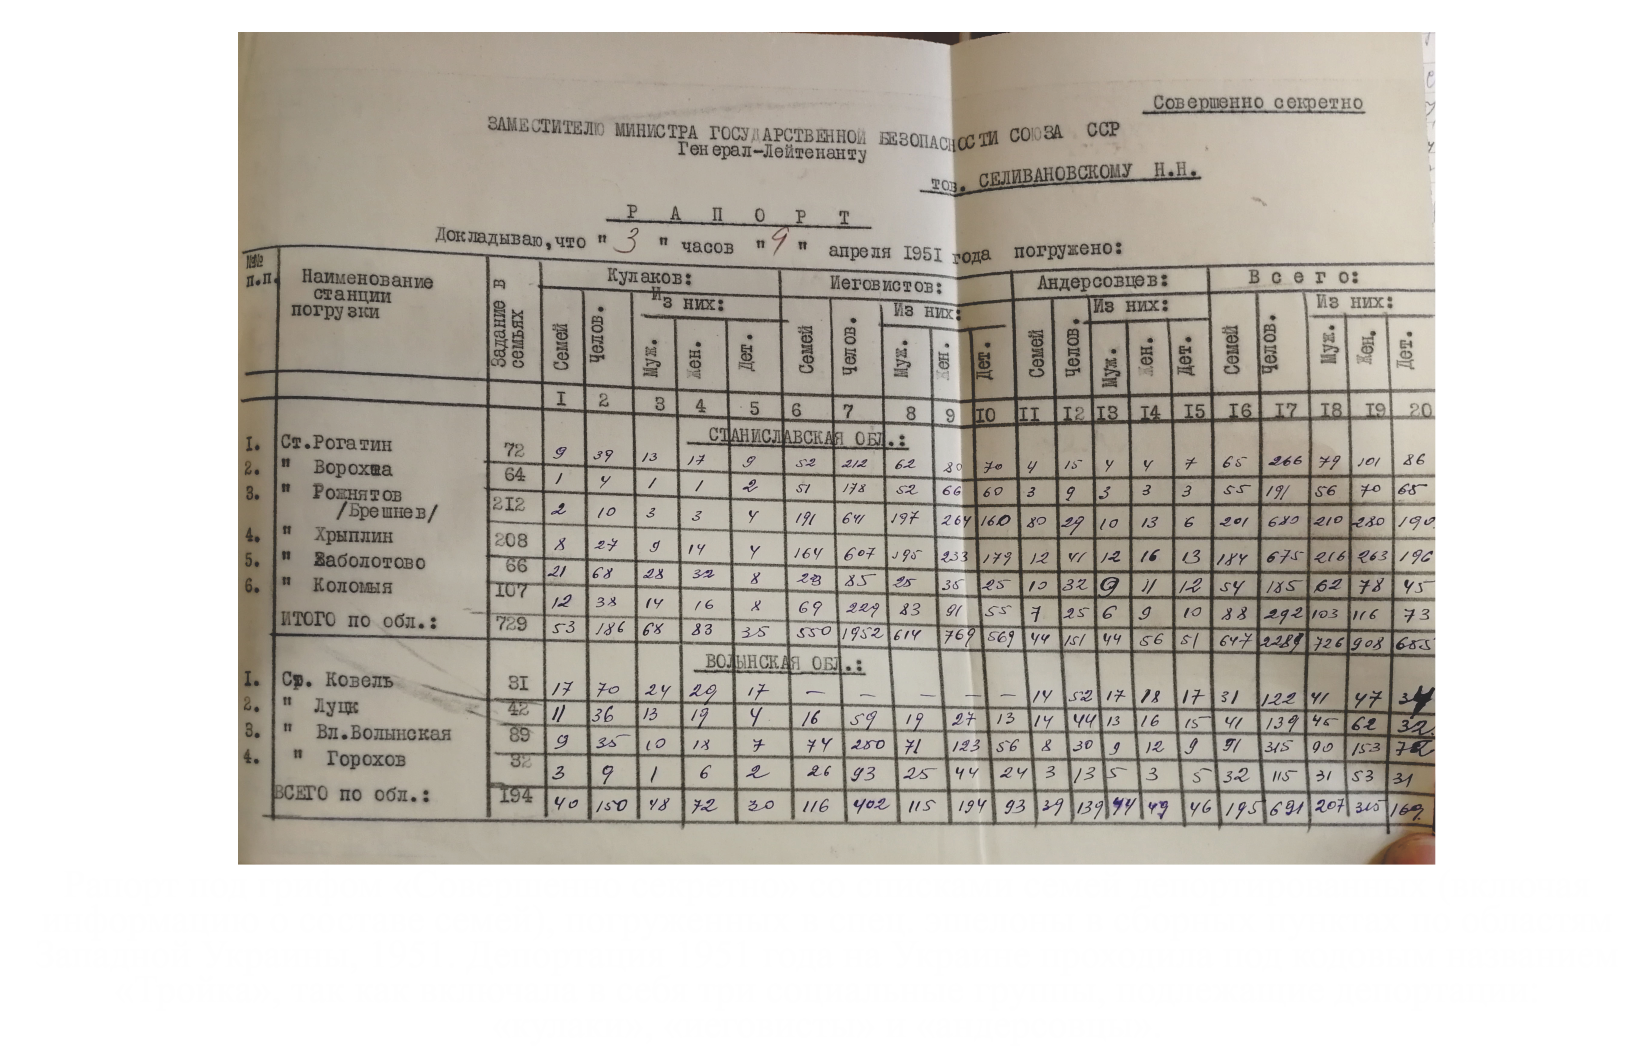 Совершенно секретно
ЗАМЕСТИТЕЛЮ МИНИСТРА ГОСУДАРСТВЕННОЙ БЕЗОПАСНОСТИ СОЮЗА ССР
Генерал-Лейтенанту
тов. СЕЛИВАНОВСКОМУ Н.Н.
Р А П О Р Т
Докладываю,что " 3 " часов " 9 " апреля 1951 года погружено:
№№ п.п. Наименование станции погрузки Задание в семьях Кулаков: Иеговистов: Андерсовцев: В с е г о:
Из них: Из них: Из них: Из них:
Семей Челов. Муж. Жен. Дет. Семей Челов. Муж. Жен. Дет. Семей Челов. Муж. Жен. Дет. Семей Челов. Муж. Жен. Дет.
I 2 3 4 5 6 7 8 9 10 II I2 I3 I4 I5 I6 I7 I8 I9 20
СТАНИСЛАВСКАЯ ОБЛ.:
I. Ст.Рогатин 72 9 39 13 17 9 52 212 62 80 70 4 15 4 4 7 65 266 79 101 86
2. " Ворохта 64 1 4 1 1 2 51 178 52 66 60 3 9 3 3 3 55 191 56 70 65
3. " Рожнятов /Брешнев/ 212 2 10 3 3 4 191 641 197 264 180 80 29 10 13 6 201 680 210 280 190
4. " Хрыплин 208 8 27 9 14 4 164 607 195 233 179 12 41 12 16 13 184 675 216 263 196
5. " Заболотово 66 21 68 28 32 8 23 85 25 35 25 10 32 9 11 12 54 185 62 78 45
6. " Коломыя 107 12 38 14 16 8 69 229 83 91 55 7 25 6 9 10 88 292 103 116 73
ИТОГО по обл.: 729 53 186 68 83 35 550 1952 614 769 569 44 151 44 56 51 647 2289 726 908 655
ВОЛЫНСКАЯ ОБЛ.:
I. Ср. Ковель 31 17 70 24 29 17 — — — — — 14 52 17 18 17 31 122 41 47 34
2. " Луцк 42 11 36 13 19 4 16 59 19 27 13 14 44 13 16 15 41 139 45 62 32
3. " Вл.Волынская 89 9 35 10 18 7 74 250 71 123 56 8 30 9 12 9 91 315 90 153 72
4. " Горохов 32 3 9 1 6 2 26 93 25 44 24 3 13 5 3 5 32 115 31 53 31
ВСЕГО по обл.: 194 40 150 48 72 30 116 402 115 194 93 39 139 44 49 46 195 691 207 315 169